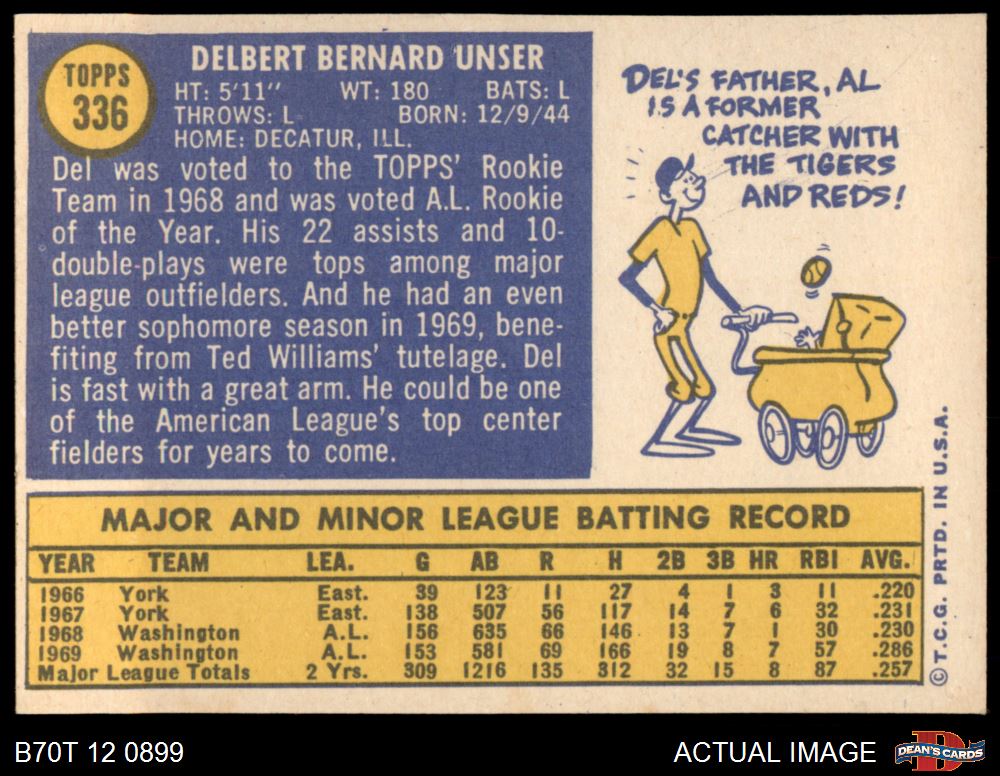 TOPPS
336
DELBERT BERNARD UNSER
HT: 5'11" WT: 180 BATS: L
THROWS: L BORN: 12/9/44
HOME: DECATUR, ILL.
Del was voted to the TOPPS' Rookie
Team in 1968 and was voted A.L. Rookie
of the Year. His 22 assists and 10-
double-plays were tops among major
league outfielders. And he had an even
better sophomore season in 1969, bene-
fiting from Ted Williams' tutelage. Del
is fast with a great arm. He could be one
of the American League's top center
fielders for years to come.
DEL'S FATHER, AL
IS A FORMER
CATCHER WITH
THE TIGERS
AND REDS!
MAJOR AND MINOR LEAGUE BATTING RECORD
YEAR TEAM LEA. G AB R H 2B 3B HR RBI AVG.
1966 York East. 39 123 11 27 4 1 3 11 .220
1967 York East. 138 507 56 117 14 7 6 32 .231
1968 Washington A.L. 156 635 66 146 13 7 1 30 .230
1969 Washington A.L. 153 581 69 166 19 8 7 57 .286
Major League Totals 2 Yrs. 309 1216 135 312 32 15 8 87 .257
©T.C.G. PRTD. IN U.S.A.
B70T 12 0899
ACTUAL IMAGE
DEAN'S CARDS